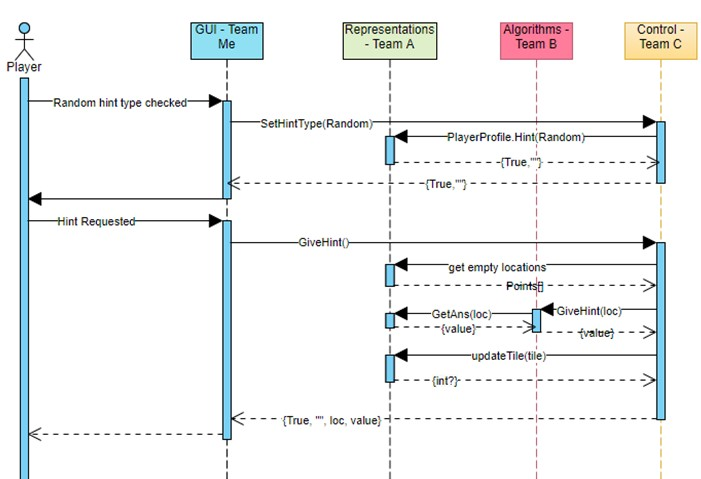 GUI - Team
Me
Representations
- Team A
Algorithms -
Team B
Control -
Team C
Player
Random hint type checked
SetHintType(Random)
PlayerProfile.Hint(Random)
{True,""}
{True,""}
Hint Requested
GiveHint()
get empty locations
Points[]
GetAns(loc)
GiveHint(loc)
{value}
{value}
updateTile(tile)
{int?}
{True, "", loc, value}